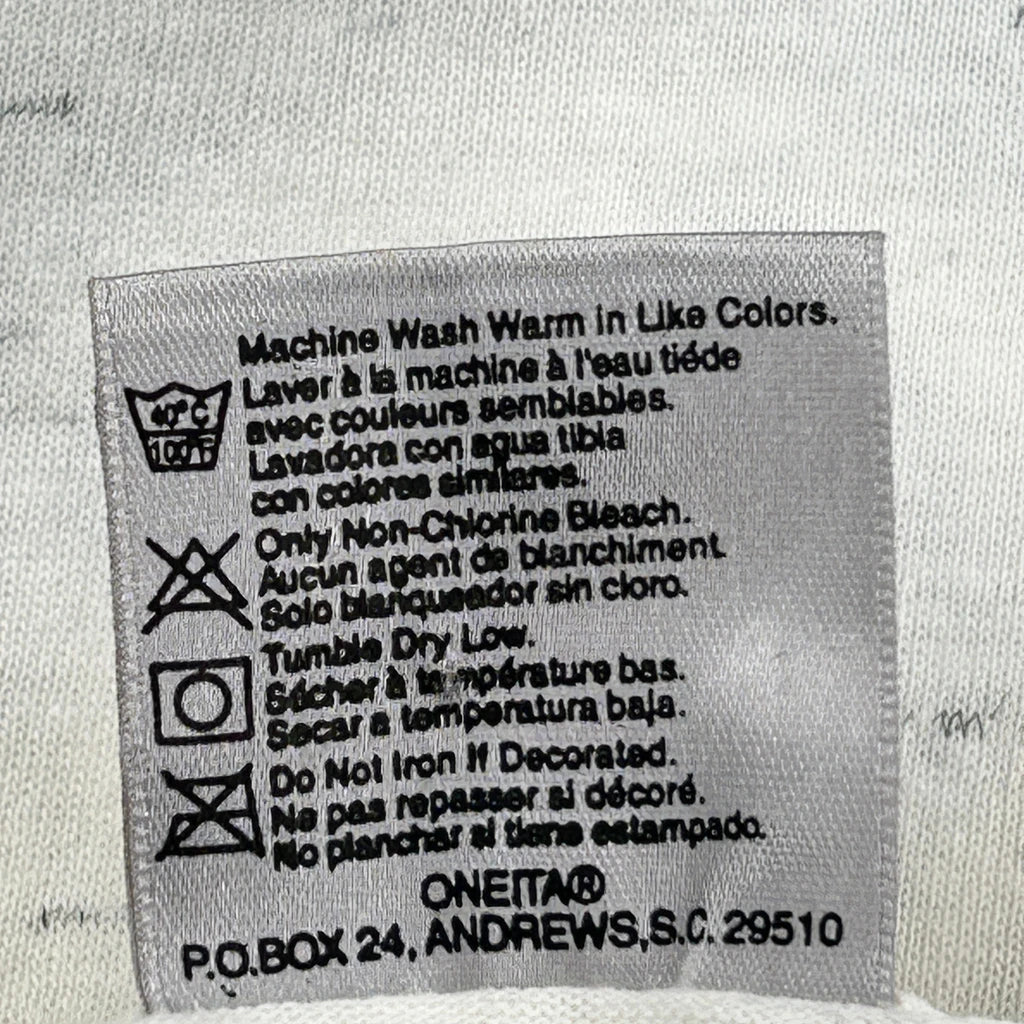 Machine Wash Warm in Like Colors.
Laver à la machine à l'eau tiéde
40°C
avec couleurs semblables.
100°F
Lavadora con agua tibia
con colores similares.
Only Non-Chlorine Bleach.
Aucun agent de blanchiment
Solo blanqueador sin cloro.
Tumble Dry Low.
Sécher à température bas.
Secar a temperatura baja.
Do Not Iron If Decorated.
Ne pas repasser si décoré.
No planchar si tiene estampado.
ONEITA®
P.O.BOX 24, ANDREWS,S.C. 29510